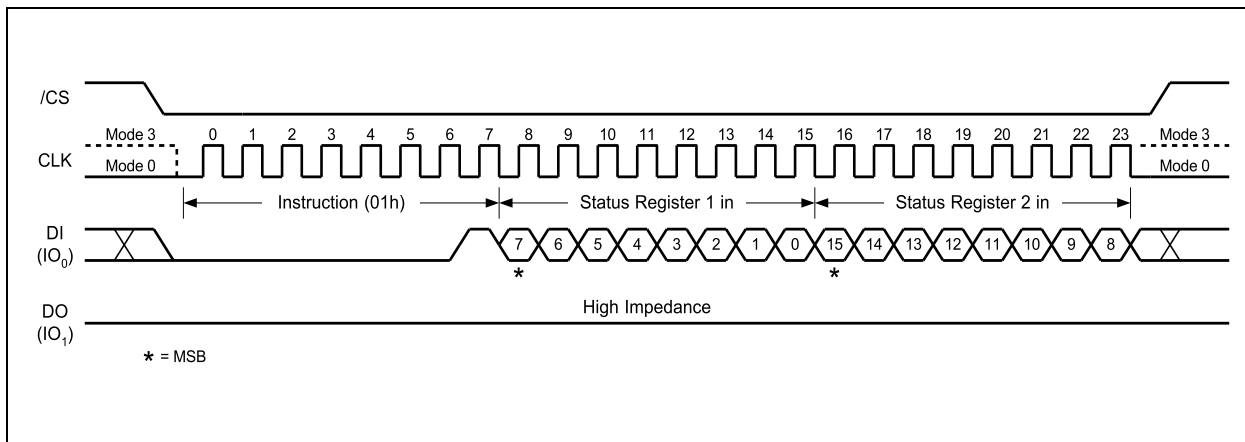 /CS
Mode 3 0 1 2 3 4 5 6 7 8 9 10 11 12 13 14 15 16 17 18 19 20 21 22 23 Mode 3
CLK
Mode 0 Mode 0
Instruction (01h) Status Register 1 in Status Register 2 in
DI
(IO0)
7 6 5 4 3 2 1 0 15 14 13 12 11 10 9 8
* *
High Impedance
DO
(IO1)
* = MSB